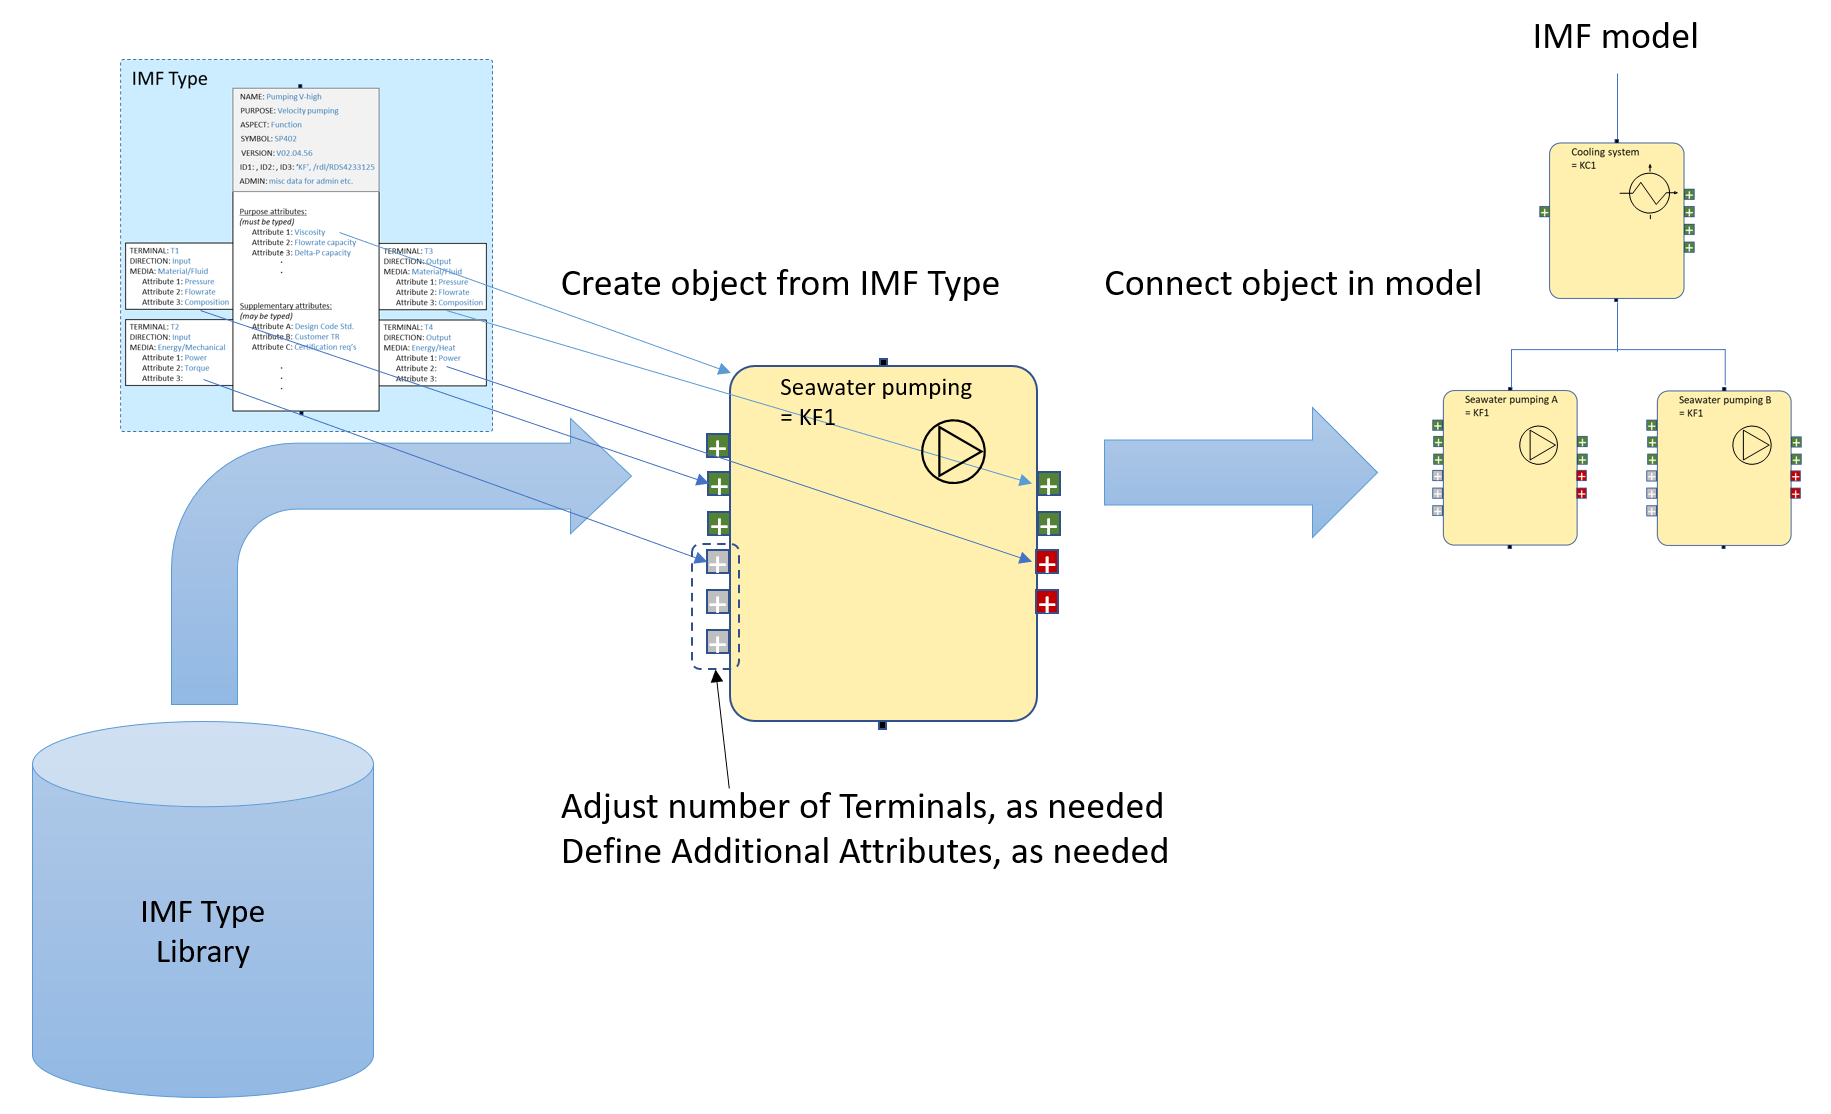 IMF model
IMF Type
NAME: Pumping V-high
PURPOSE: Velocity pumping
ASPECT: Function
SYMBOL: SP402
VERSION: V02.04.56
ID1: , ID2: , ID3: 'KF', /rdl/RDS4233125
ADMIN: misc data for admin etc.
Purpose attributes:
(must be typed)
Attribute 1: Viscosity
Attribute 2: Flowrate capacity
Attribute 3: Delta-P capacity
.
.
Supplementary attributes:
(may be typed)
Attribute A: Design Code Std.
Attribute B: Customer TR
Attribute C: Certification req's
.
.
.
TERMINAL: T1
DIRECTION: Input
MEDIA: Material/Fluid
Attribute 1: Pressure
Attribute 2: Flowrate
Attribute 3: Composition
TERMINAL: T2
DIRECTION: Input
MEDIA: Energy/Mechanical
Attribute 1: Power
Attribute 2: Torque
Attribute 3:
TERMINAL: T3
DIRECTION: Output
MEDIA: Material/Fluid
Attribute 1: Pressure
Attribute 2: Flowrate
Attribute 3: Composition
TERMINAL: T4
DIRECTION: Output
MEDIA: Energy/Heat
Attribute 1: Power
Attribute 2:
Attribute 3:
Create object from IMF Type
Connect object in model
Cooling system
= KC1
Seawater pumping
= KF1
Seawater pumping A
= KF1
Seawater pumping B
= KF1
Adjust number of Terminals, as needed
Define Additional Attributes, as needed
IMF Type
Library